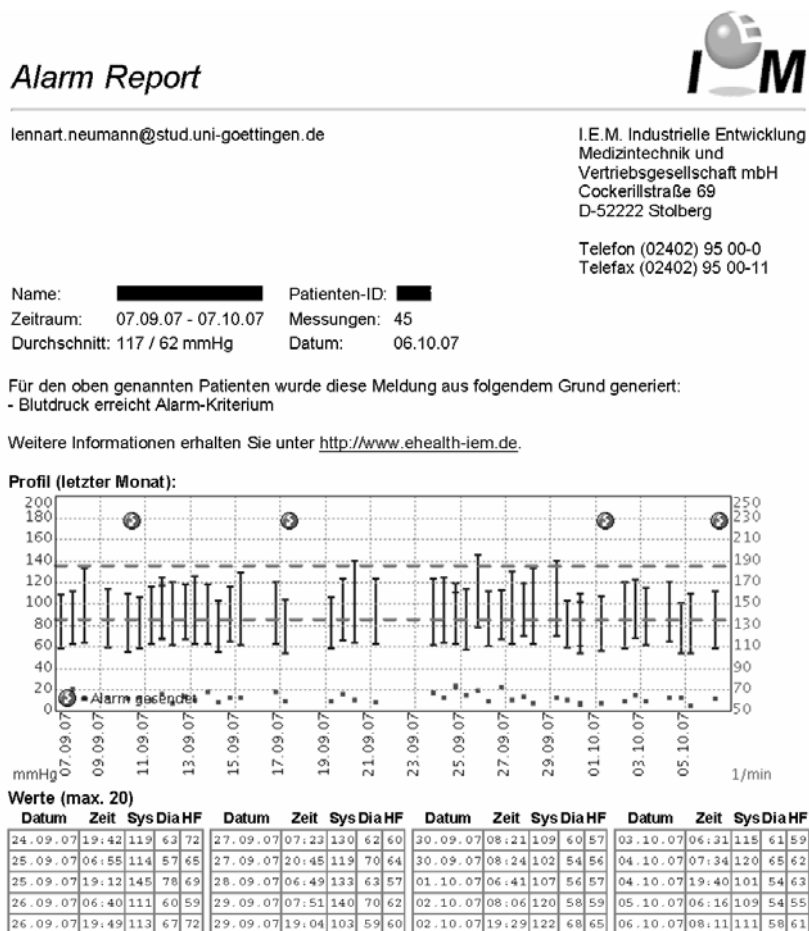 Alarm Report
IEM
lennart.neumann@stud.uni-goettingen.de
I.E.M. Industrielle Entwicklung
Medizintechnik und
Vertriebsgesellschaft mbH
Cockerillstraße 69
D-52222 Stolberg
Telefon (02402) 95 00-0
Telefax (02402) 95 00-11
Name: Patienten-ID:
Zeitraum: 07.09.07 - 07.10.07 Messungen: 45
Durchschnitt: 117 / 62 mmHg Datum: 06.10.07
Für den oben genannten Patienten wurde diese Meldung aus folgendem Grund generiert:
- Blutdruck erreicht Alarm-Kriterium
Weitere Informationen erhalten Sie unter http://www.ehealth-iem.de.
Profil (letzter Monat):
200 250
180 230
160 210
140 190
120 170
100 150
80 130
60 110
40 90
20 70
0 50
Alarm gesendet
07.09.07 09.09.07 11.09.07 13.09.07 15.09.07 17.09.07 19.09.07 21.09.07 23.09.07 25.09.07 27.09.07 29.09.07 01.10.07 03.10.07 05.10.07
mmHg 1/min
Werte (max. 20)
Datum Zeit Sys Dia HF Datum Zeit Sys Dia HF Datum Zeit Sys Dia HF Datum Zeit Sys Dia HF
24.09.07 19:42 119 63 72 27.09.07 07:23 130 62 60 30.09.07 08:21 109 60 57 03.10.07 06:31 115 61 59
25.09.07 06:55 114 57 65 27.09.07 20:45 119 70 64 30.09.07 08:24 102 54 56 04.10.07 07:34 120 65 62
25.09.07 19:12 145 78 69 28.09.07 06:49 133 63 57 01.10.07 06:41 107 56 57 04.10.07 19:40 101 54 63
26.09.07 06:40 111 60 59 29.09.07 07:51 140 70 62 02.10.07 08:06 120 58 59 05.10.07 06:16 109 54 55
26.09.07 19:49 113 67 72 29.09.07 19:04 103 59 60 02.10.07 19:29 122 68 65 06.10.07 08:11 111 58 61